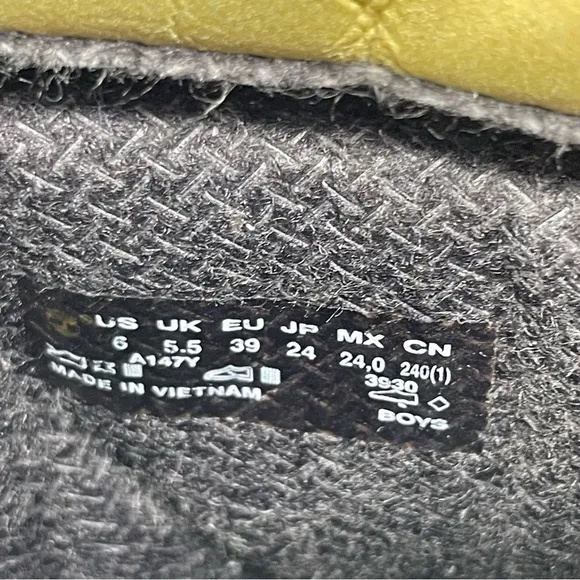 US UK EU JP MX CN
6 5.5 39 24 24,0 240(1)
A147Y 3930
MADE IN VIETNAM BOYS